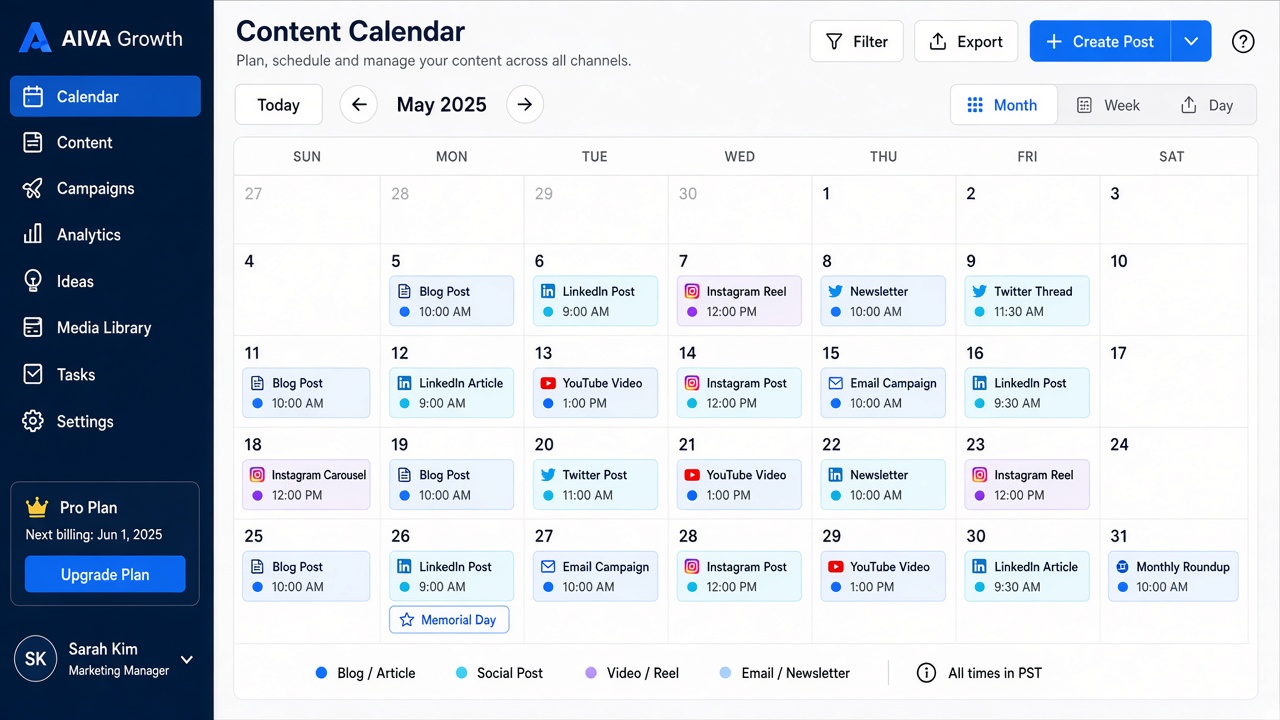 AIVA Growth
Calendar
Content
Campaigns
Analytics
Ideas
Media Library
Tasks
Settings
Pro Plan
Next billing: Jun 1, 2025
Upgrade Plan
SK
Sarah Kim
Marketing Manager
Content Calendar
Plan, schedule and manage your content across all channels.
Filter
Export
+ Create Post
?
Today
May 2025
Month
Week
Day
SUN MON TUE WED THU FRI SAT
27 28 29 30 1 2 3
4 5 6 7 8 9 10
Blog Post LinkedIn Post Instagram Reel Newsletter Twitter Thread
10:00 AM 9:00 AM 12:00 PM 10:00 AM 11:30 AM
11 12 13 14 15 16 17
Blog Post LinkedIn Article YouTube Video Instagram Post Email Campaign LinkedIn Post
10:00 AM 9:00 AM 1:00 PM 12:00 PM 10:00 AM 9:30 AM
18 19 20 21 22 23 24
Instagram Carousel Blog Post Twitter Post YouTube Video Newsletter Instagram Reel
12:00 PM 10:00 AM 11:00 AM 1:00 PM 10:00 AM 12:00 PM
25 26 27 28 29 30 31
Blog Post LinkedIn Post Email Campaign Instagram Post YouTube Video LinkedIn Article Monthly Roundup
10:00 AM 9:00 AM 10:00 AM 12:00 PM 1:00 PM 9:30 AM 10:00 AM
Memorial Day
Blog / Article Social Post Video / Reel Email / Newsletter All times in PST